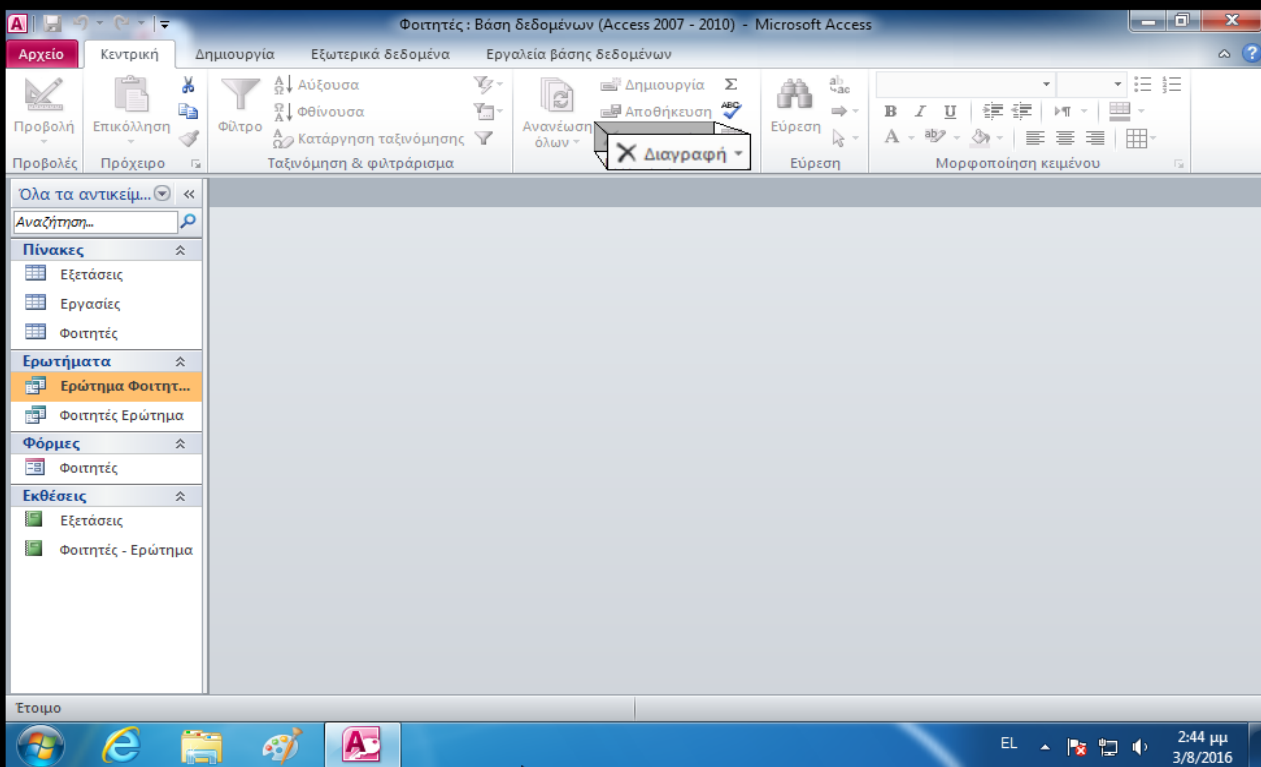 Φοιτητές : Βάση δεδομένων (Access 2007 - 2010) - Microsoft Access
Αρχείο Κεντρική Δημιουργία Εξωτερικά δεδομένα Εργαλεία βάσης δεδομένων
Προβολή
Επικόλληση
Φίλτρο
Αύξουσα
Φθίνουσα
Κατάργηση ταξινόμησης
Ανανέωση
όλων
Δημιουργία
Αποθήκευση
Διαγραφή
Εύρεση
Προβολές Πρόχειρο Ταξινόμηση & φιλτράρισμα Εύρεση Μορφοποίηση κειμένου
Όλα τα αντικείμ...
Αναζήτηση...
Πίνακες
Εξετάσεις
Εργασίες
Φοιτητές
Ερωτήματα
Ερώτημα Φοιτητ...
Φοιτητές Ερώτημα
Φόρμες
Φοιτητές
Εκθέσεις
Εξετάσεις
Φοιτητές - Ερώτημα
Έτοιμο
EL
2:44 μμ
3/8/2016